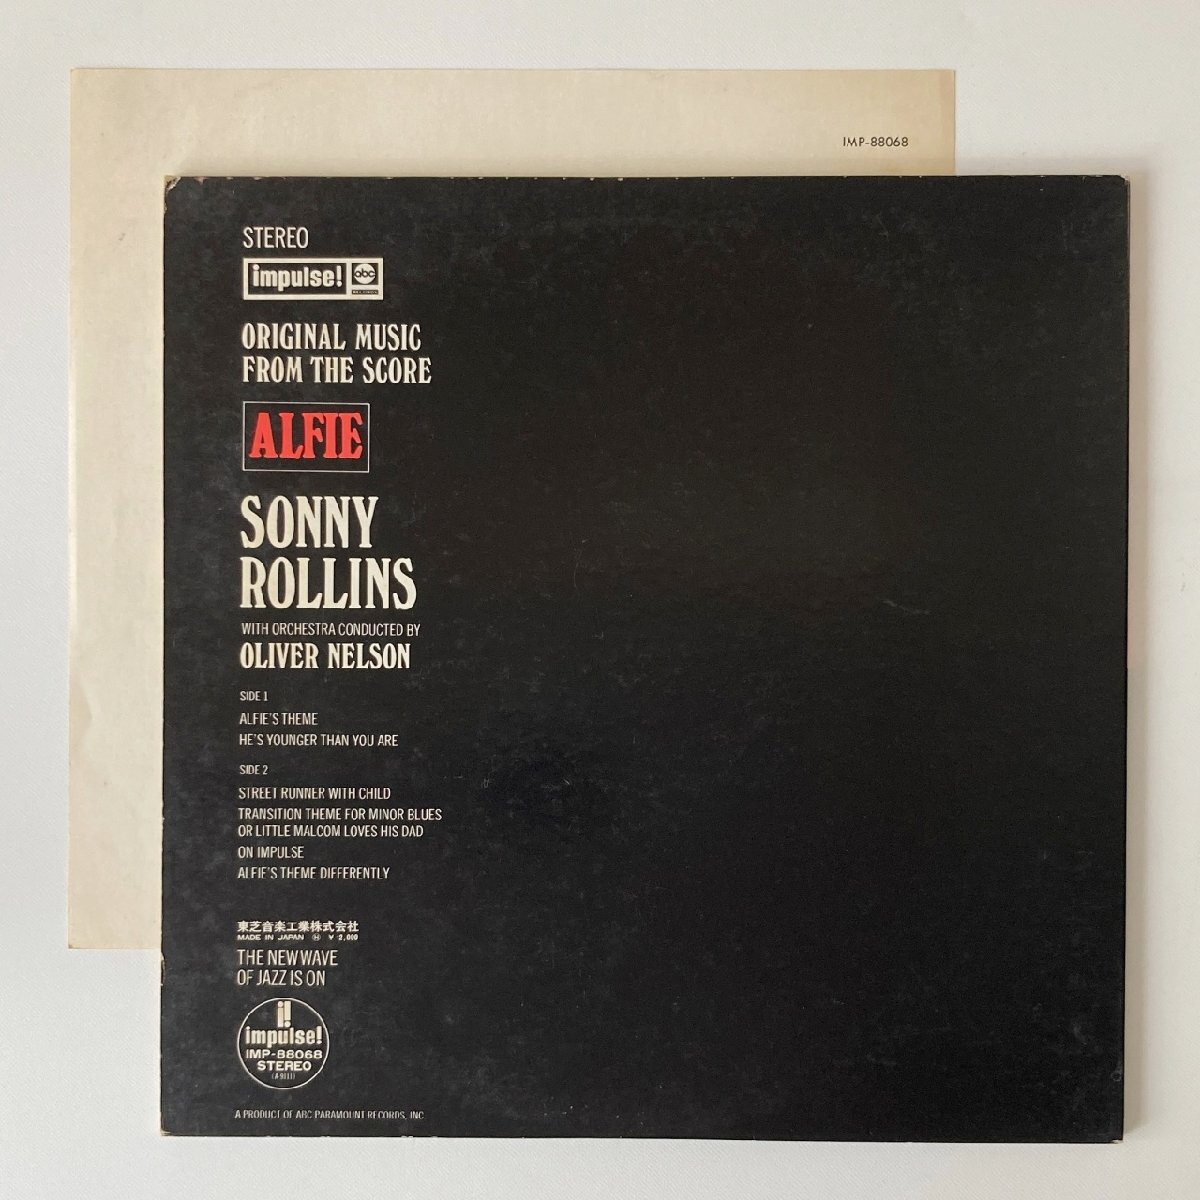 IMP-88068
STEREO
impulse! abc
ORIGINAL MUSIC
FROM THE SCORE
ALFIE
SONNY
ROLLINS
WITH ORCHESTRA CONDUCTED BY
OLIVER NELSON
SIDE 1
ALFIE'S THEME
HE'S YOUNGER THAN YOU ARE
SIDE 2
STREET RUNNER WITH CHILD
TRANSITION THEME FOR MINOR BLUES
OR LITTLE MALCOM LOVES HIS DAD
ON IMPULSE
ALFIE'S THEME DIFFERENTLY
東芝音楽工業株式会社
MADE IN JAPAN Ⓗ ¥ 2,000
THE NEW WAVE
OF JAZZ IS ON
i!
impulse!
IMP-88068
STEREO
(A 9111)
A PRODUCT OF ABC-PARAMOUNT RECORDS, INC.